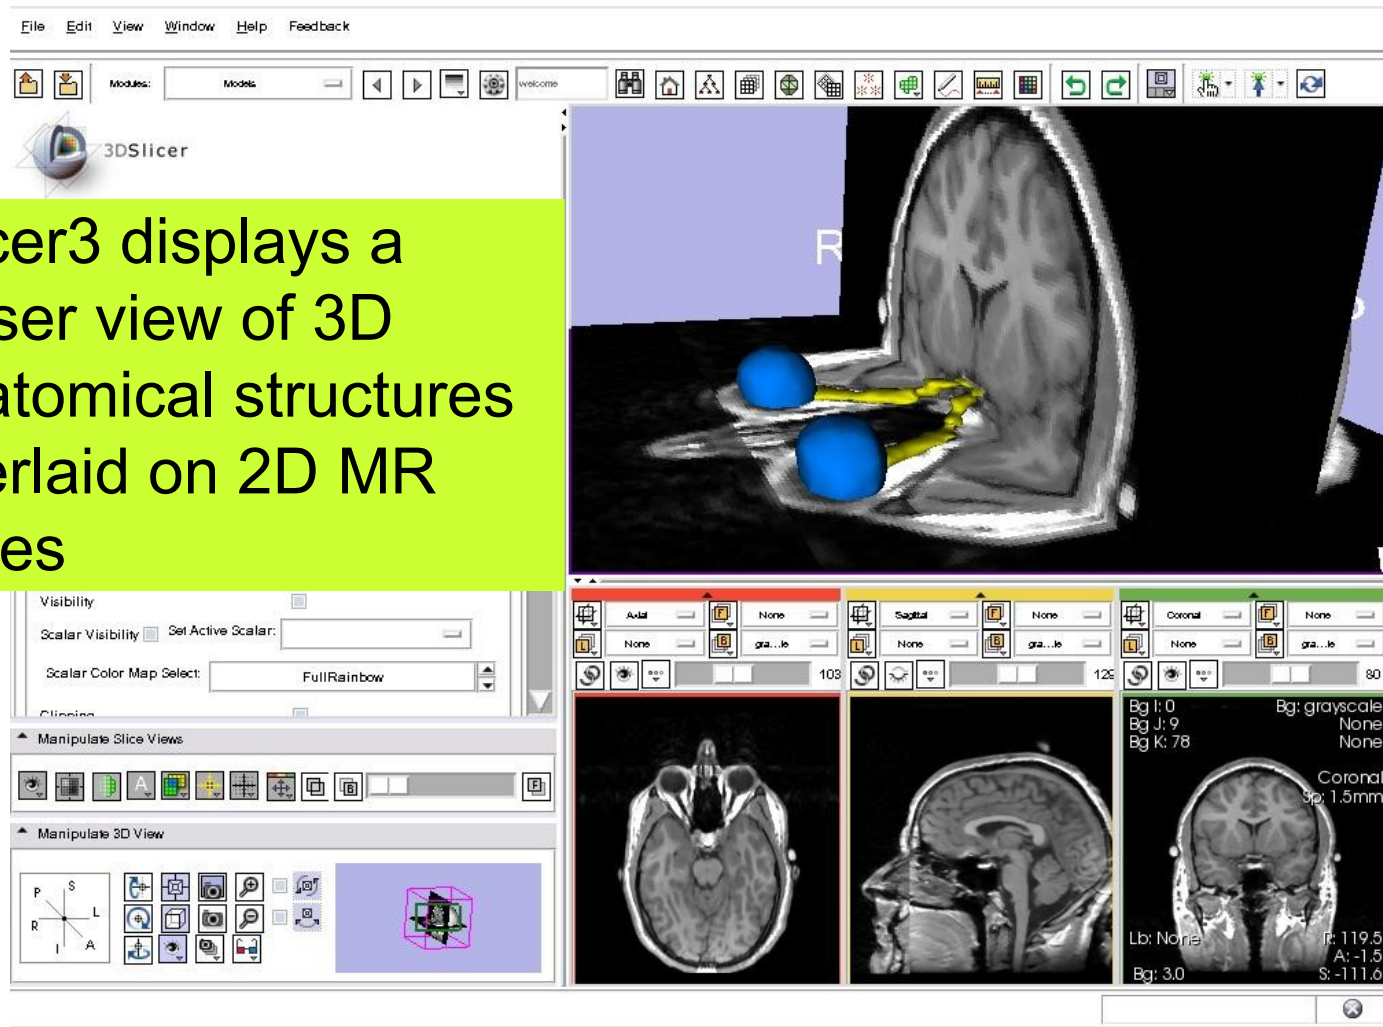 File Edit View Window Help Feedback
Modules: Models welcome
3DSlicer
R
cer3 displays a
ser view of 3D
atomical structures
erlaid on 2D MR
es
Visibility
Scalar Visibility Set Active Scalar:
Scalar Color Map Select: FullRainbow
Clipping
Manipulate Slice Views
A
B
F
Manipulate 3D View
P S
R L
I A
Axial F None
L None B gra...le
103
Sagittal F None
L None B gra...le
129
Coronal F None
L None B gra...le
80
Bg I: 0 Bg: grayscale
Bg J: 9 None
Bg K: 78 None
Coronal
Sp: 1.5mm
Lb: None R: 119.5
A: -1.5
Bg: 3.0 S: -111.6